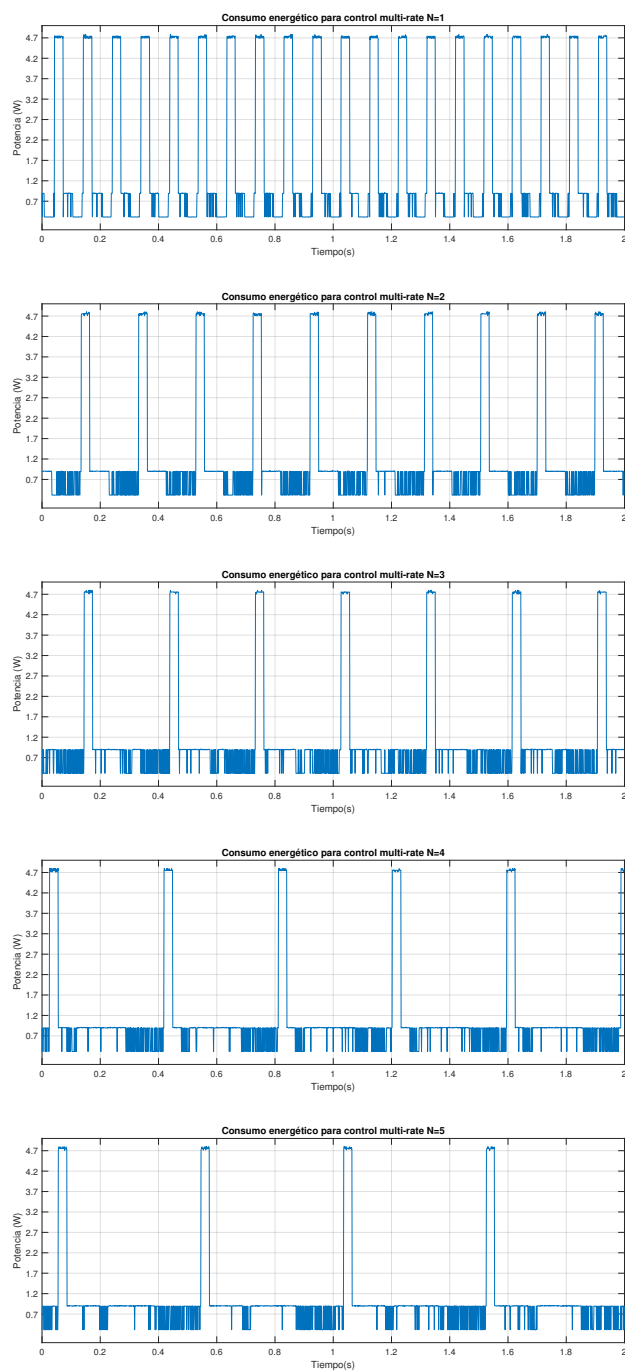 Consumo energético para control multi-rate N=1
Potencia (W)
4.7
4.2
3.7
3.2
2.7
2.2
1.7
1.2
0.7
0 0.2 0.4 0.6 0.8 1 1.2 1.4 1.6 1.8 2
Tiempo(s)
Consumo energético para control multi-rate N=2
Potencia (W)
4.7
4.2
3.7
3.2
2.7
2.2
1.7
1.2
0.7
0 0.2 0.4 0.6 0.8 1 1.2 1.4 1.6 1.8 2
Tiempo(s)
Consumo energético para control multi-rate N=3
Potencia (W)
4.7
4.2
3.7
3.2
2.7
2.2
1.7
1.2
0.7
0 0.2 0.4 0.6 0.8 1 1.2 1.4 1.6 1.8 2
Tiempo(s)
Consumo energético para control multi-rate N=4
Potencia (W)
4.7
4.2
3.7
3.2
2.7
2.2
1.7
1.2
0.7
0 0.2 0.4 0.6 0.8 1 1.2 1.4 1.6 1.8 2
Tiempo(s)
Consumo energético para control multi-rate N=5
Potencia (W)
4.7
4.2
3.7
3.2
2.7
2.2
1.7
1.2
0.7
0 0.2 0.4 0.6 0.8 1 1.2 1.4 1.6 1.8 2
Tiempo(s)